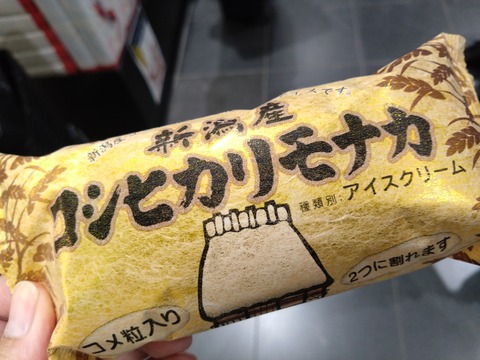 新潟産
コシヒカリモナカ
種類別:アイスクリーム
2つに割れます
コメ粒入り